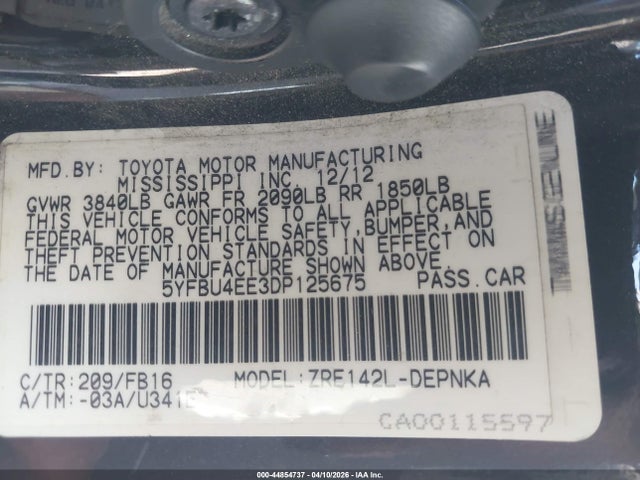 MFD.BY: TOYOTA MOTOR MANUFACTURING
MISSISSIPPI INC, 12/12
GVWR 3840LB GAWR FR 2090LB RR 1850LB
THIS VEHICLE CONFORMS TO ALL APPLICABLE
FEDERAL MOTOR VEHICLE SAFETY,BUMPER,AND
THEFT PREVENTION STANDARDS IN EFFECT ON
THE DATE OF MANUFACTURE SHOWN ABOVE.
5YFBU4EE3DP125675 PASS.CAR
C/TR:209/FB16 MODEL:ZRE142L-DEPNKA
A/TM:-03A/U341E
CA00115597
000-44854737 - 04/10/2026 - IAA Inc.